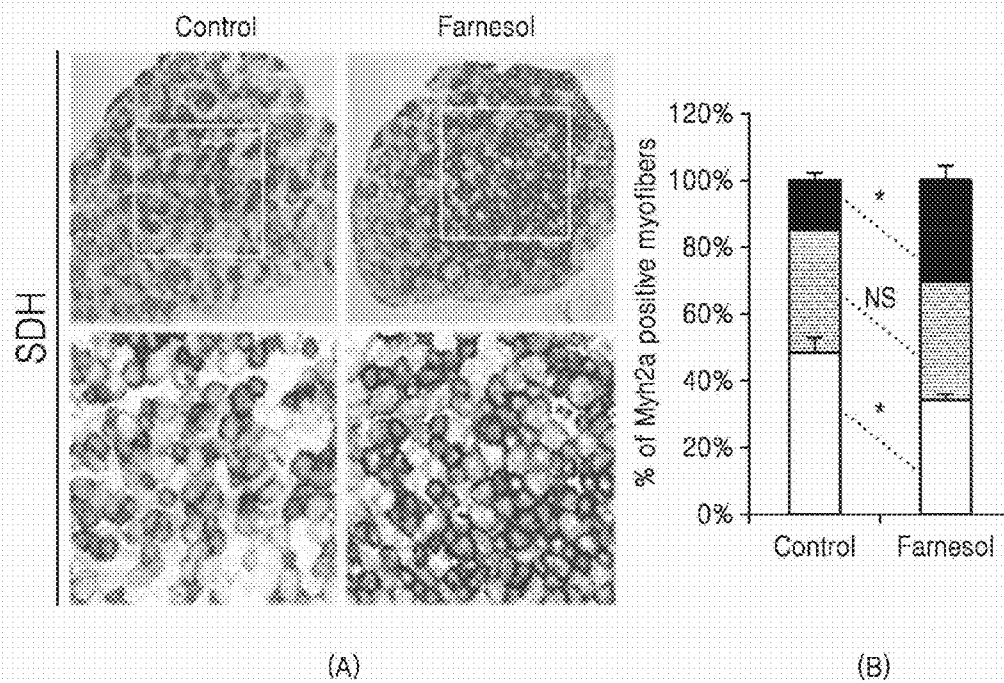 Control
Farnesol
SDH
% of Myh2a positive myofibers
120%
100%
80%
60%
40%
20%
0%
*
NS
*
Control
Farnesol
(A)
(B)